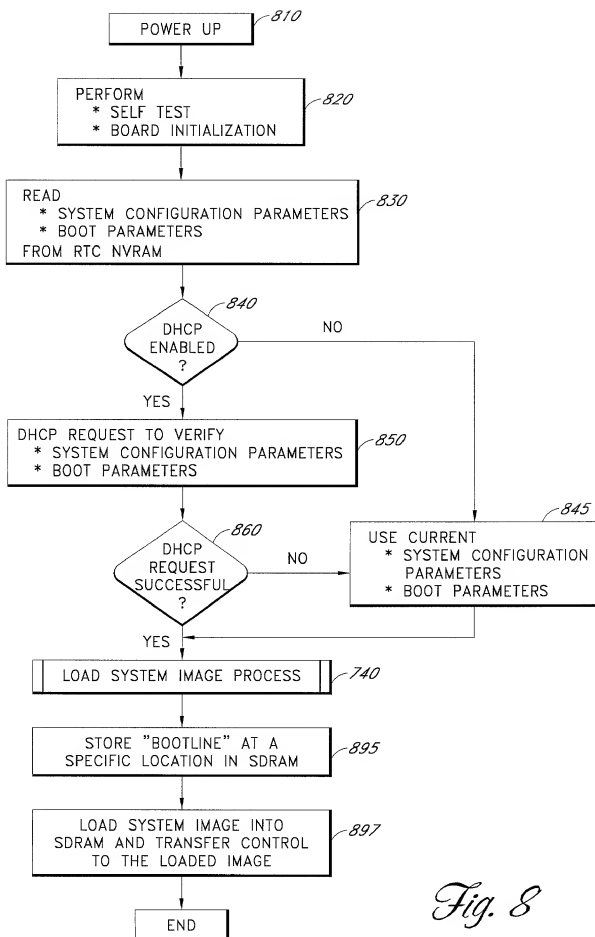 POWER UP
810
PERFORM
* SELF TEST
* BOARD INITIALIZATION
820
READ
* SYSTEM CONFIGURATION PARAMETERS
* BOOT PARAMETERS
FROM RTC NVRAM
830
DHCP
ENABLED
?
840
NO
YES
DHCP REQUEST TO VERIFY
* SYSTEM CONFIGURATION PARAMETERS
* BOOT PARAMETERS
850
DHCP
REQUEST
SUCCESSFUL
?
860
NO
USE CURRENT
* SYSTEM CONFIGURATION
PARAMETERS
* BOOT PARAMETERS
845
YES
LOAD SYSTEM IMAGE PROCESS
740
STORE "BOOTLINE" AT A
SPECIFIC LOCATION IN SDRAM
895
LOAD SYSTEM IMAGE INTO
SDRAM AND TRANSFER CONTROL
TO THE LOADED IMAGE
897
END
Fig. 8